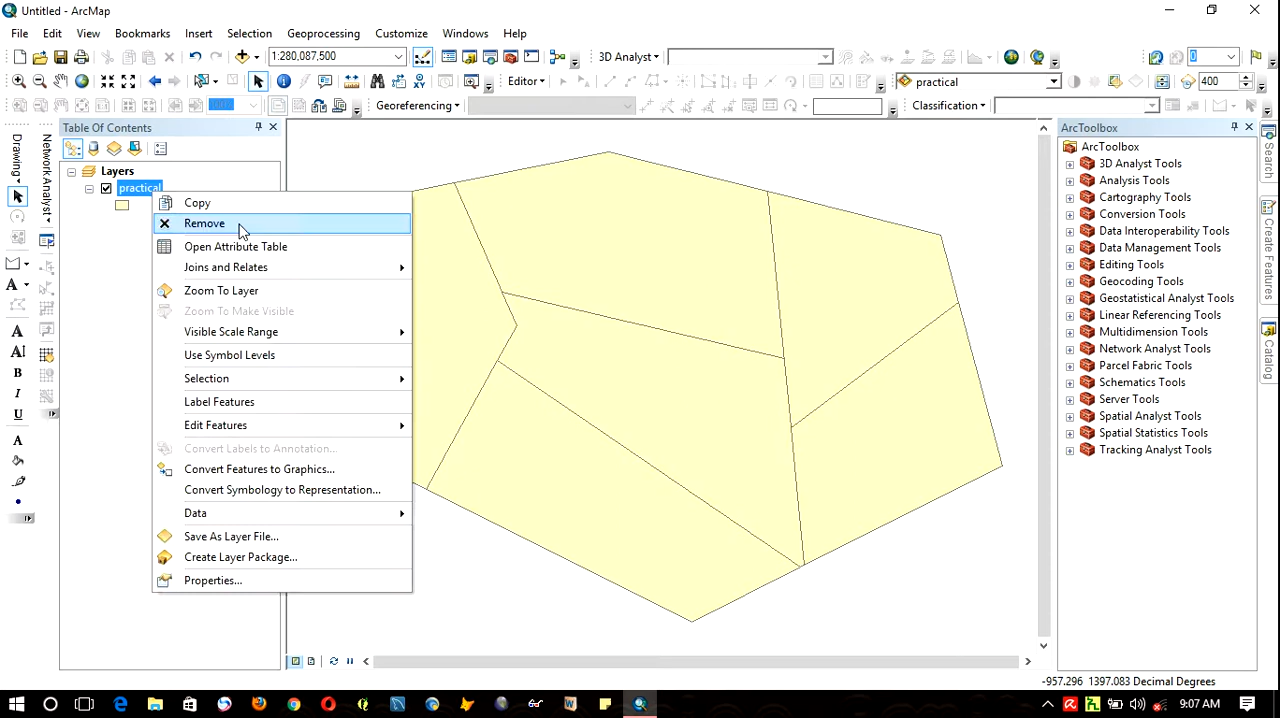 Untitled - ArcMap
File Edit View Bookmarks Insert Selection Geoprocessing Customize Windows Help
1:280,087,500 3D Analyst
Editor practical 400
Georeferencing Classification
Table Of Contents
Layers
practical
Drawing
Network Analyst
Copy
Remove
Open Attribute Table
Joins and Relates
Zoom To Layer
Zoom To Make Visible
Visible Scale Range
Use Symbol Levels
Selection
Label Features
Edit Features
Convert Labels to Annotation...
Convert Features to Graphics...
Convert Symbology to Representation...
Data
Save As Layer File...
Create Layer Package...
Properties...
ArcToolbox
ArcToolbox
3D Analyst Tools
Analysis Tools
Cartography Tools
Conversion Tools
Data Interoperability Tools
Data Management Tools
Editing Tools
Geocoding Tools
Geostatistical Analyst Tools
Linear Referencing Tools
Multidimension Tools
Network Analyst Tools
Parcel Fabric Tools
Schematics Tools
Server Tools
Spatial Analyst Tools
Spatial Statistics Tools
Tracking Analyst Tools
Search
Create Features
Catalog
-957.296 1397.083 Decimal Degrees
9:07 AM